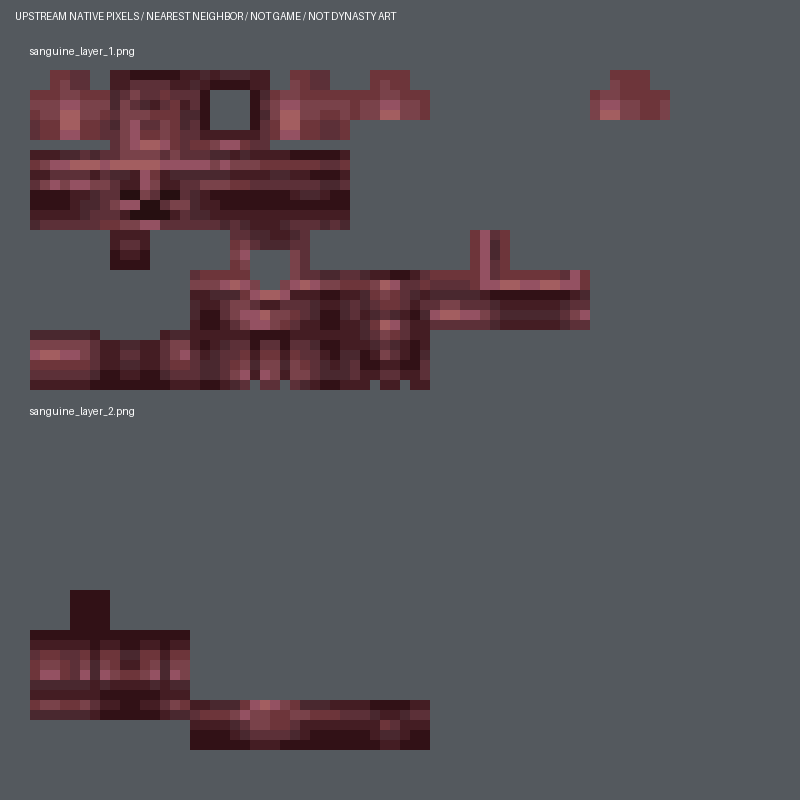 UPSTREAM NATIVE PIXELS / NEAREST NEIGHBOR / NOT GAME / NOT DYNASTY ART
sanguine_layer_1.png
sanguine_layer_2.png